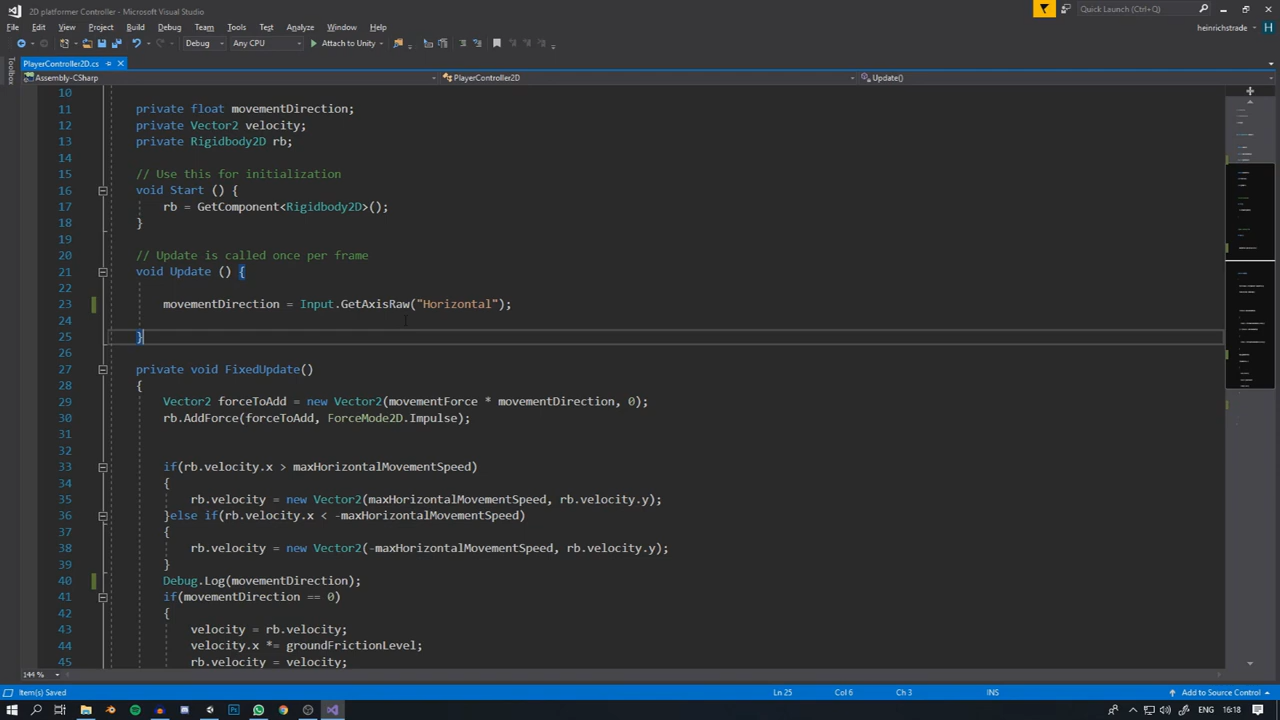 2D platformer Controller - Microsoft Visual Studio
Quick Launch (Ctrl+Q)
File Edit View Project Build Debug Team Tools Test Analyze Window Help
heinrichstrade H
Debug Any CPU Attach to Unity
PlayerController2D.cs
Toolbox
Assembly-CSharp PlayerController2D Update()
10
11 private float movementDirection;
12 private Vector2 velocity;
13 private Rigidbody2D rb;
14
15 // Use this for initialization
16 void Start () {
17 rb = GetComponent<Rigidbody2D>();
18 }
19
20 // Update is called once per frame
21 void Update () {
22
23 movementDirection = Input.GetAxisRaw("Horizontal");
24
25 }
26
27 private void FixedUpdate()
28 {
29 Vector2 forceToAdd = new Vector2(movementForce * movementDirection, 0);
30 rb.AddForce(forceToAdd, ForceMode2D.Impulse);
31
32
33 if(rb.velocity.x > maxHorizontalMovementSpeed)
34 {
35 rb.velocity = new Vector2(maxHorizontalMovementSpeed, rb.velocity.y);
36 }else if(rb.velocity.x < -maxHorizontalMovementSpeed)
37 {
38 rb.velocity = new Vector2(-maxHorizontalMovementSpeed, rb.velocity.y);
39 }
40 Debug.Log(movementDirection);
41 if(movementDirection == 0)
42 {
43 velocity = rb.velocity;
44 velocity.x *= groundFrictionLevel;
45 rb.velocity = velocity;
144 %
Item(s) Saved Ln 25 Col 6 Ch 3 INS Add to Source Control
ENG 16:18